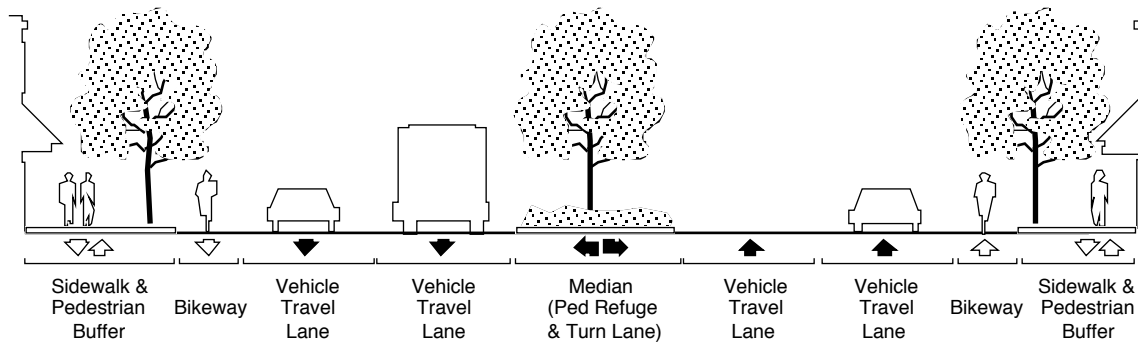 Sidewalk &
Pedestrian
Buffer
Bikeway
Vehicle
Travel
Lane
Vehicle
Travel
Lane
Median
(Ped Refuge
& Turn Lane)
Vehicle
Travel
Lane
Vehicle
Travel
Lane
Bikeway
Sidewalk &
Pedestrian
Buffer